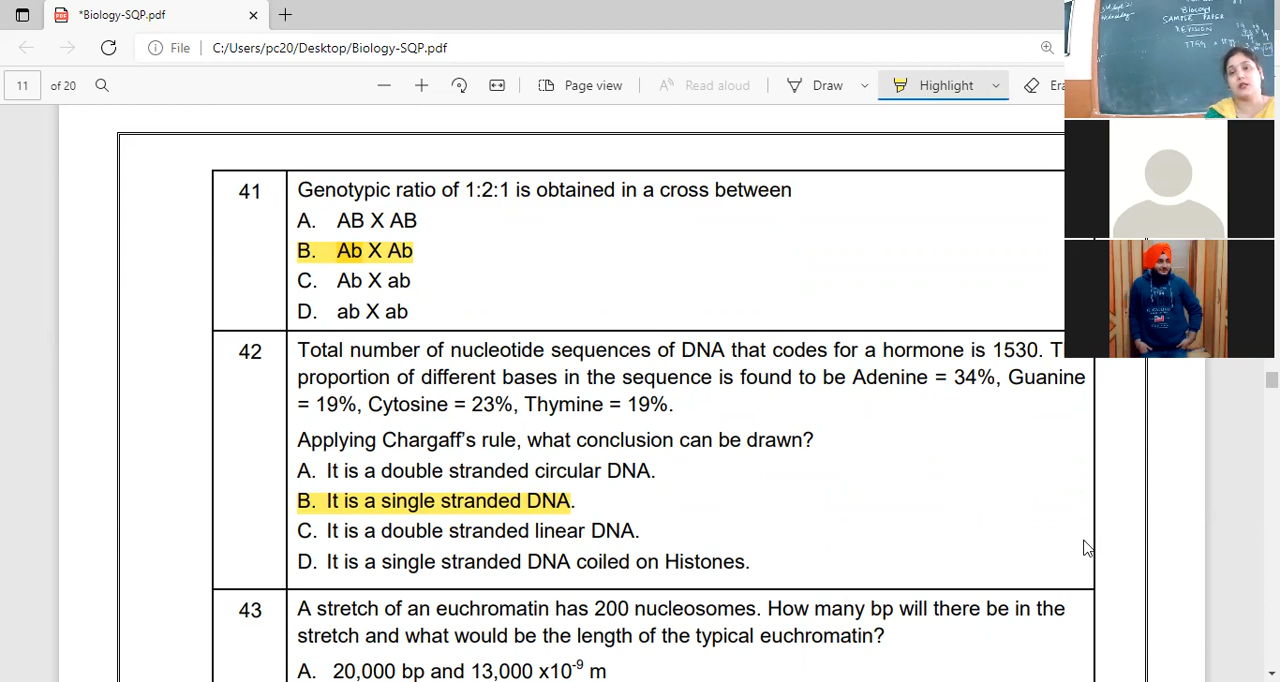 *Biology-SQP.pdf
File
C:/Users/pc20/Desktop/Biology-SQP.pdf
11 of 20
Page view
Read aloud
Draw
Highlight
Era
Biology
SAMPLE PAPER
REVISION
41
Genotypic ratio of 1:2:1 is obtained in a cross between
A. AB X AB
B. Ab X Ab
C. Ab X ab
D. ab X ab
42
Total number of nucleotide sequences of DNA that codes for a hormone is 1530. T
proportion of different bases in the sequence is found to be Adenine = 34%, Guanine
= 19%, Cytosine = 23%, Thymine = 19%.
Applying Chargaff's rule, what conclusion can be drawn?
A. It is a double stranded circular DNA.
B. It is a single stranded DNA.
C. It is a double stranded linear DNA.
D. It is a single stranded DNA coiled on Histones.
43
A stretch of an euchromatin has 200 nucleosomes. How many bp will there be in the
stretch and what would be the length of the typical euchromatin?
A. 20,000 bp and 13,000 x10⁻⁹ m